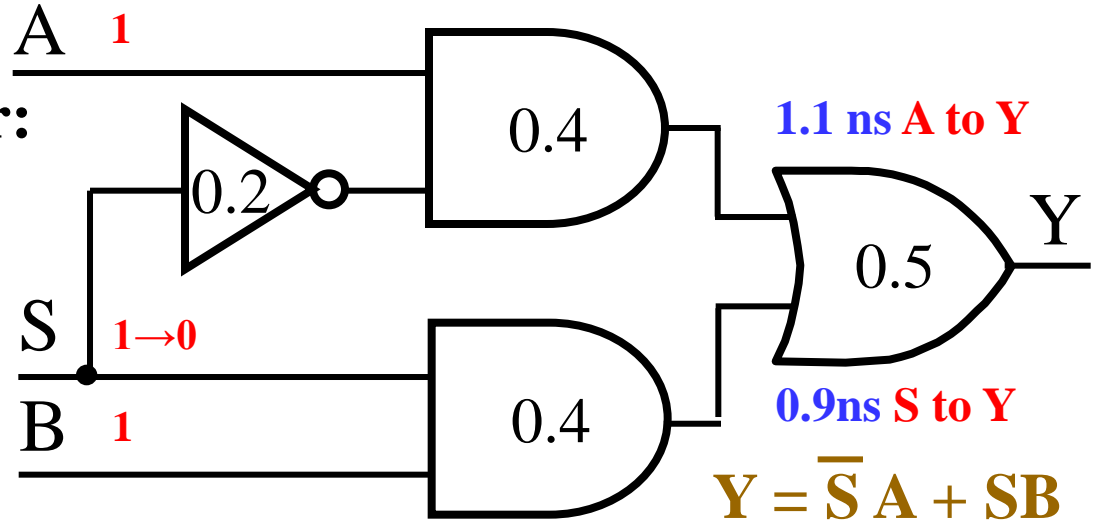 A 1
r:
0.4
1.1 ns A to Y
0.2
Y
0.5
S 1→0
B 1
0.4
0.9ns S to Y
Y = S̅ A + SB